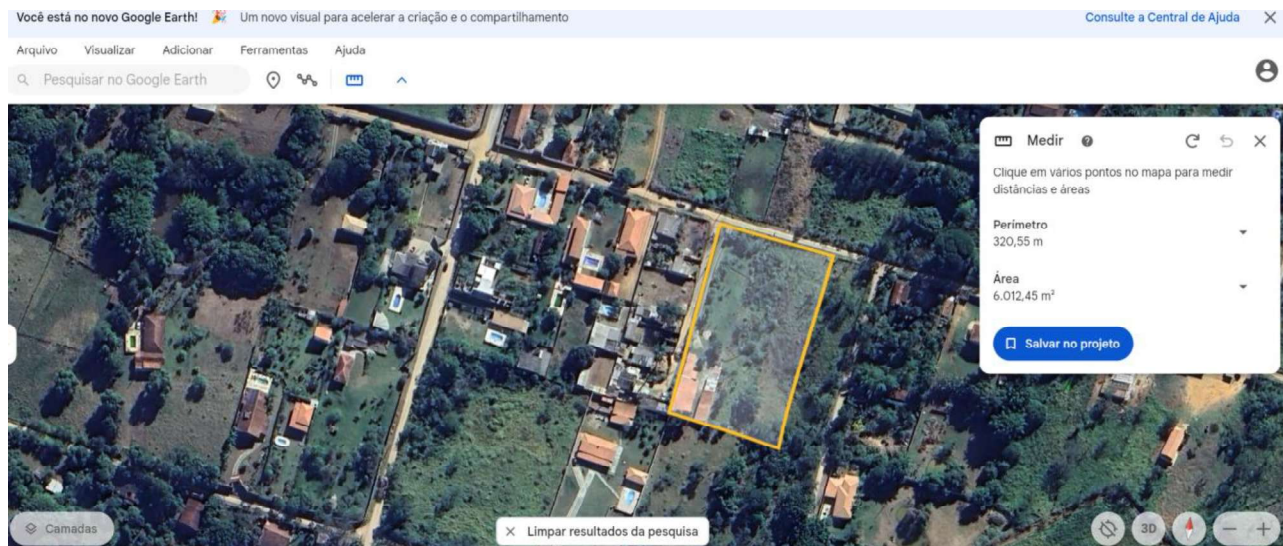 Você está no novo Google Earth! 🎉 Um novo visual para acelerar a criação e o compartilhamento Consulte a Central de Ajuda
Arquivo Visualizar Adicionar Ferramentas Ajuda
Pesquisar no Google Earth
Medir
Clique em vários pontos no mapa para medir
distâncias e áreas
Perímetro
320,55 m
Área
6.012,45 m²
Salvar no projeto
Camadas
Limpar resultados da pesquisa
3D